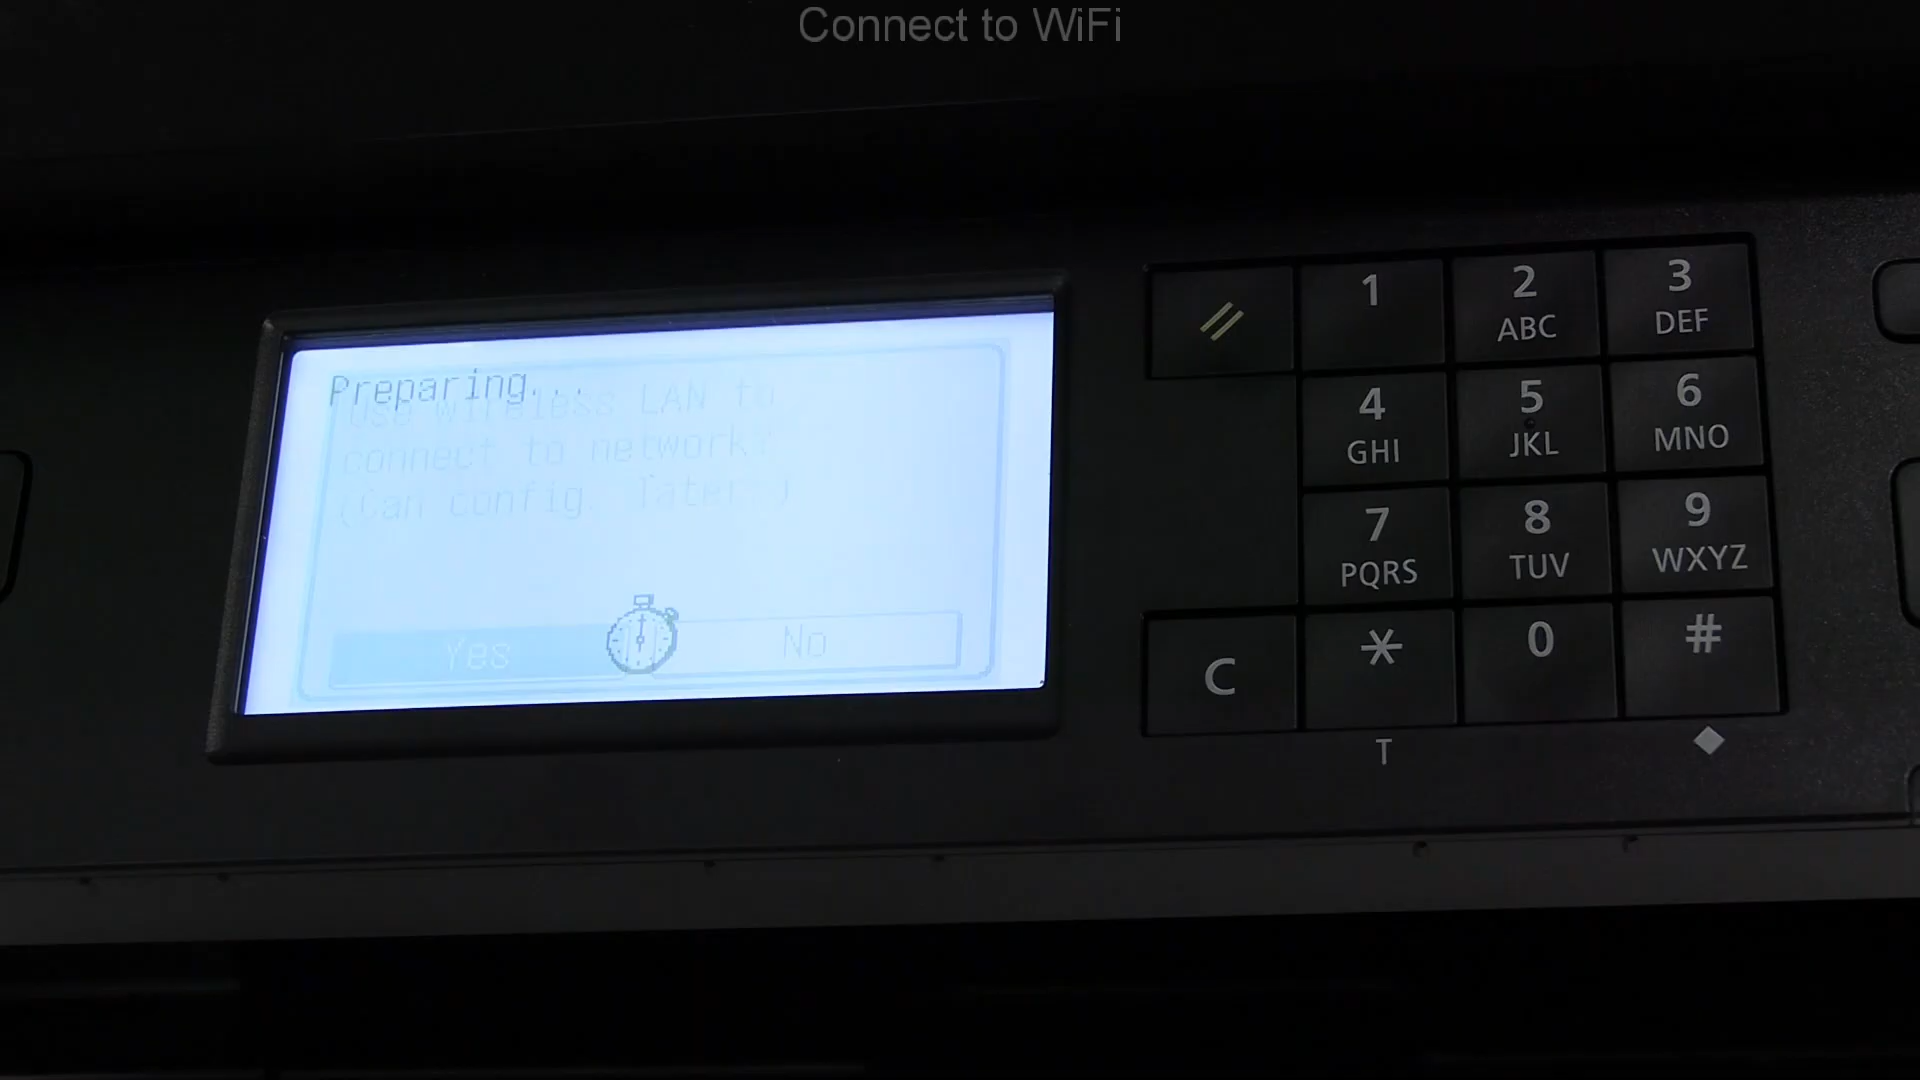 Connect to WiFi
Preparing...
Use wireless LAN to
connect to network?
(Can config. later.)
Yes
No
1
2
ABC
3
DEF
4
GHI
5
JKL
6
MNO
7
PQRS
8
TUV
9
WXYZ
C
*
0
#
T